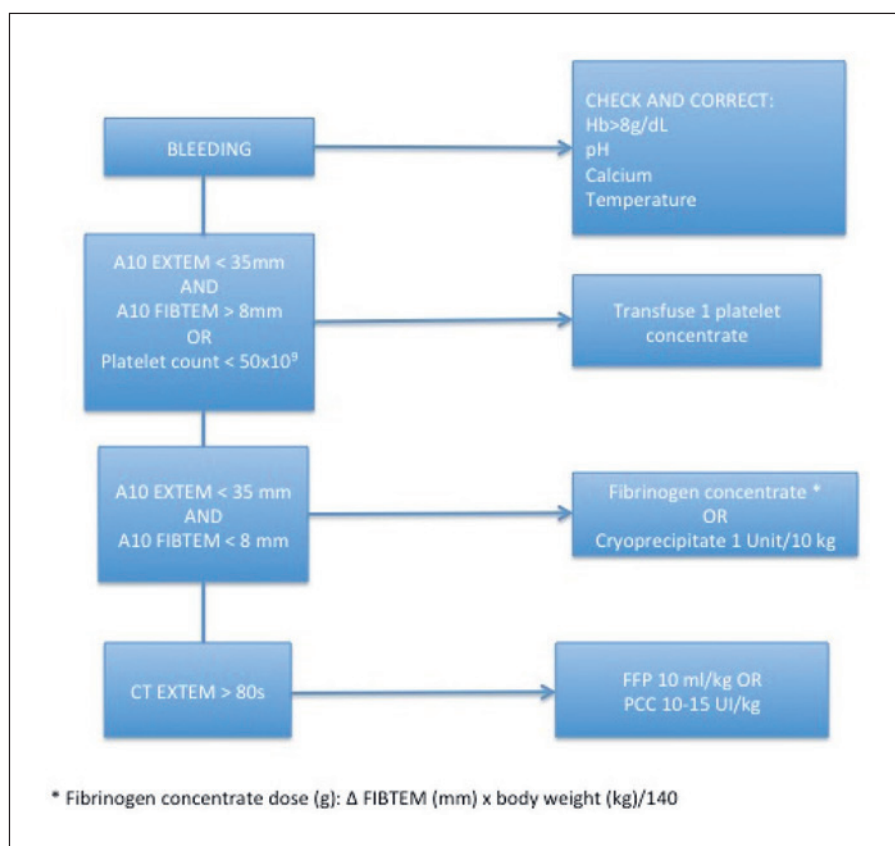 BLEEDING
CHECK AND CORRECT:
Hb>8g/dL
pH
Calcium
Temperature
A10 EXTEM < 35mm
AND
A10 FIBTEM > 8mm
OR
Platelet count < 50x10⁹
Transfuse 1 platelet
concentrate
A10 EXTEM < 35 mm
AND
A10 FIBTEM < 8 mm
Fibrinogen concentrate *
OR
Cryoprecipitate 1 Unit/10 kg
CT EXTEM > 80s
FFP 10 ml/kg OR
PCC 10-15 UI/kg
* Fibrinogen concentrate dose (g): Δ FIBTEM (mm) x body weight (kg)/140